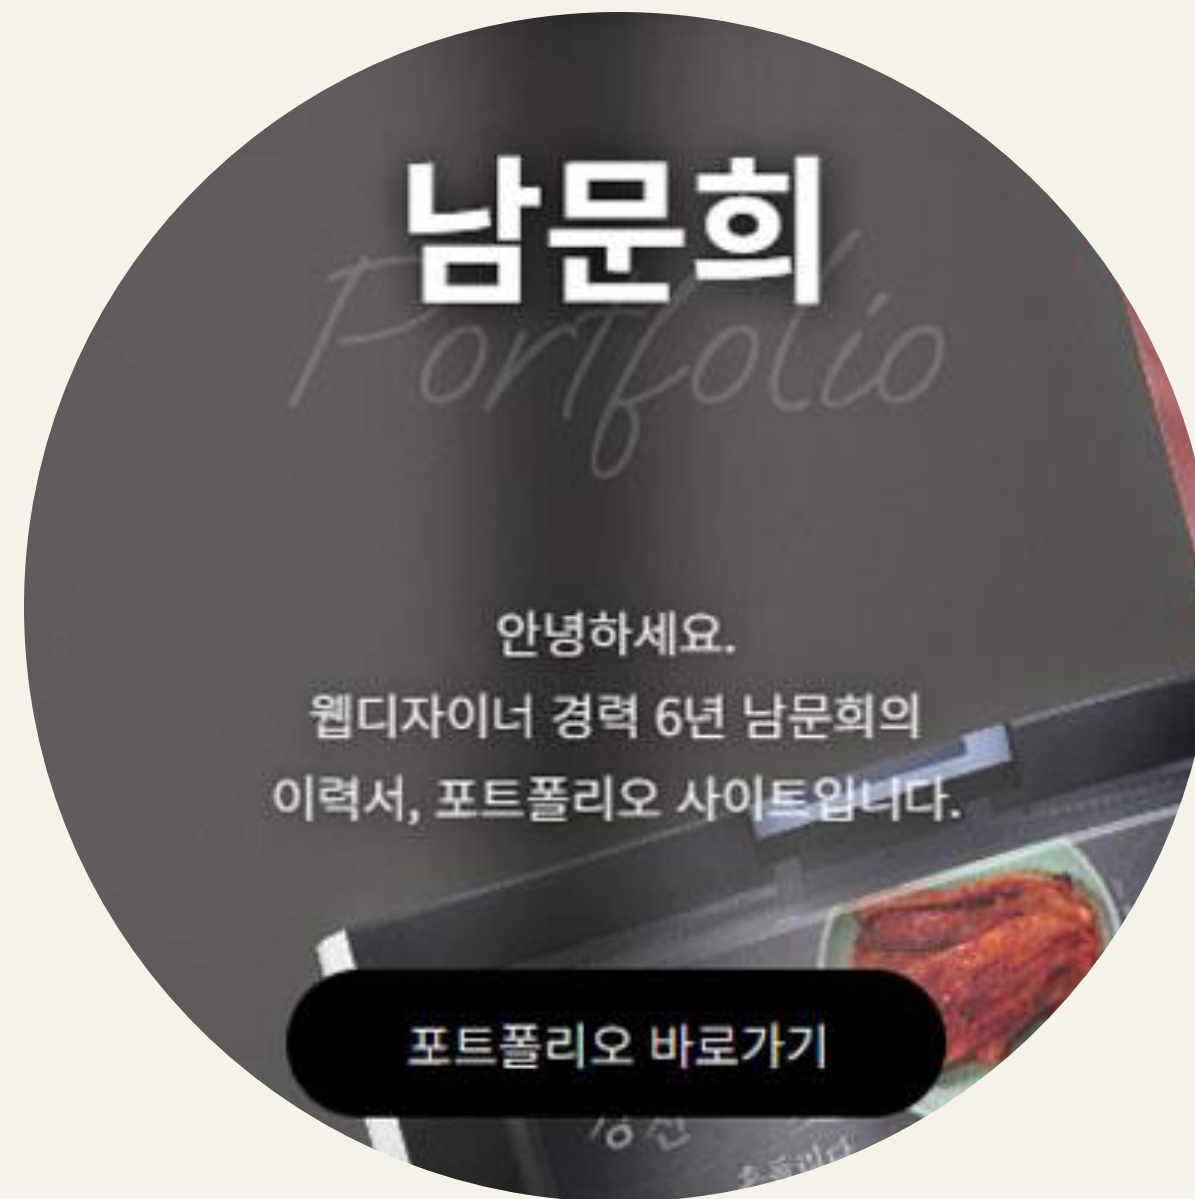 남문희
Portfolio
안녕하세요.
웹디자이너 경력 6년 남문희의
이력서, 포트폴리오 사이트입니다.
포트폴리오 바로가기